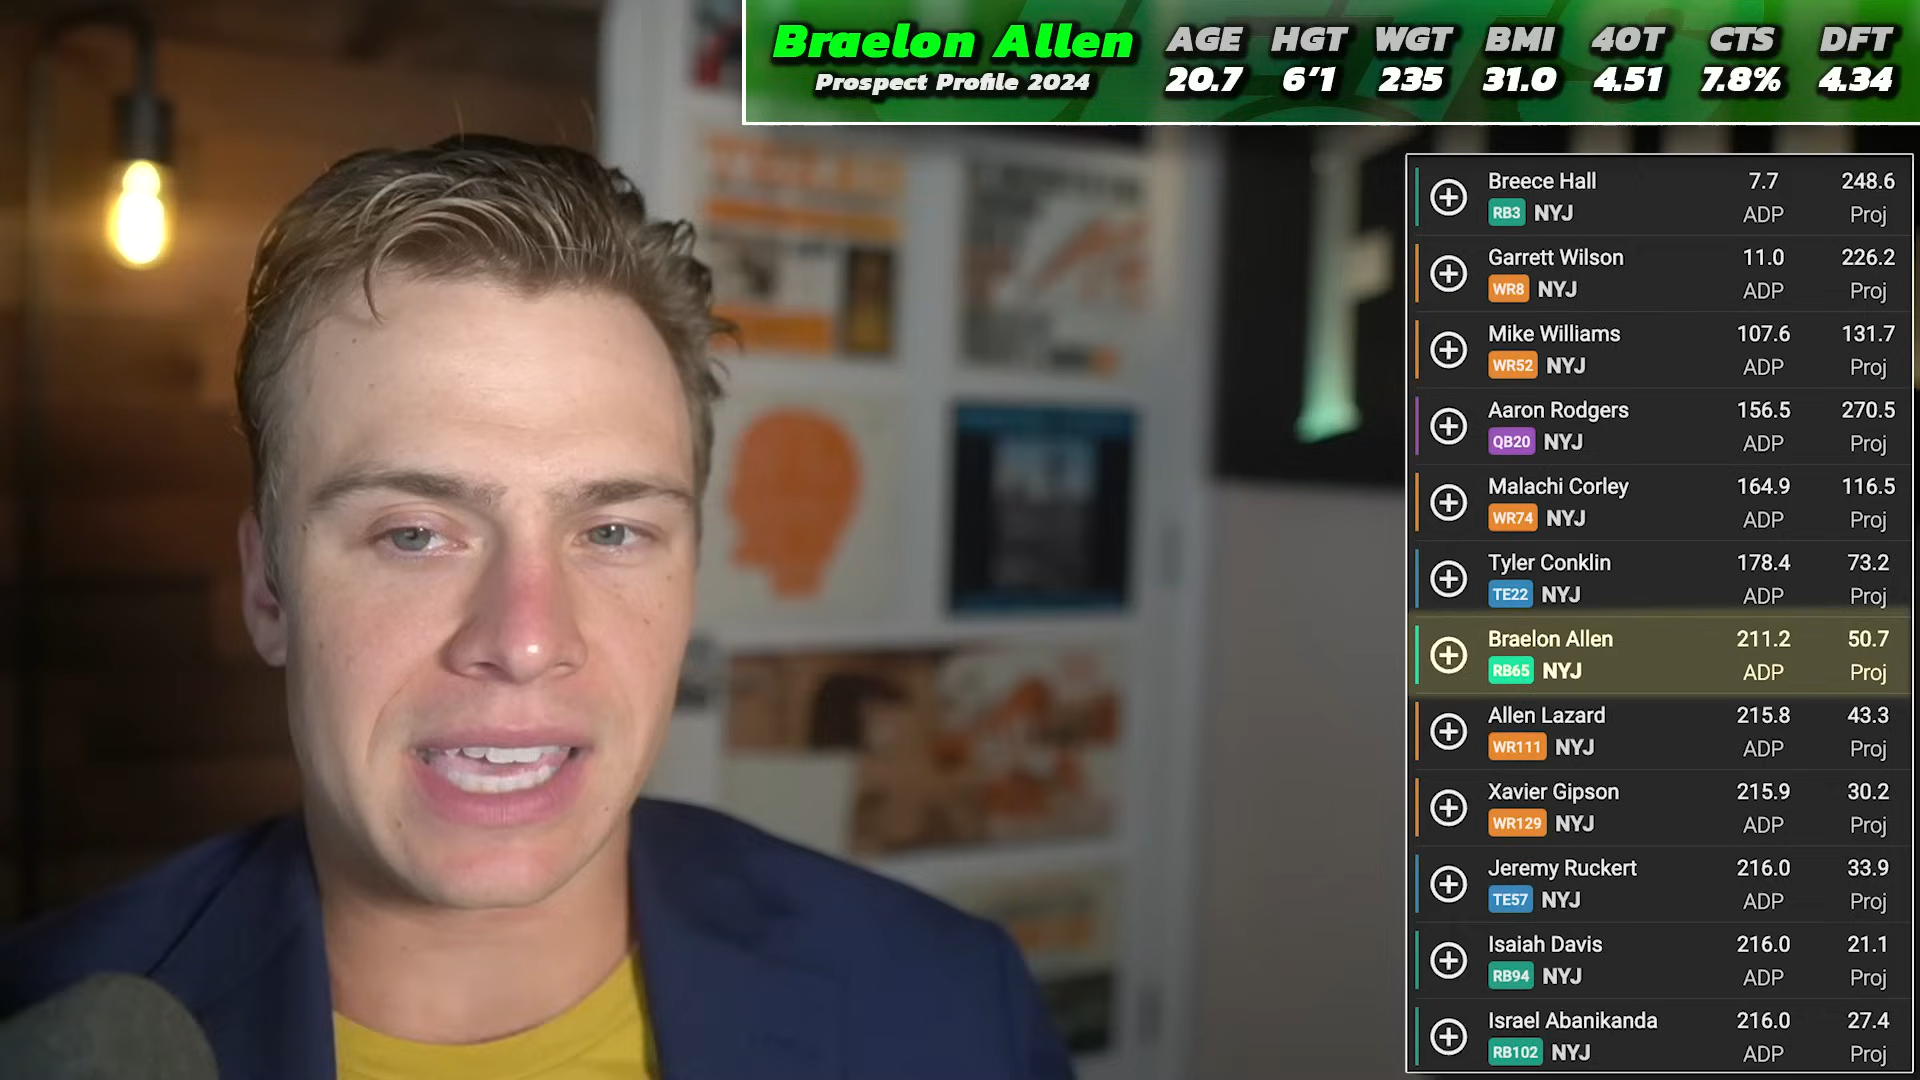 Braelon Allen
Prospect Profile 2024
AGE HGT WGT BMI 40T CTS DFT
20.7 6'1 235 31.0 4.51 7.8% 4.34
Breece Hall 7.7 248.6
RB3 NYJ ADP Proj
Garrett Wilson 11.0 226.2
WR8 NYJ ADP Proj
Mike Williams 107.6 131.7
WR52 NYJ ADP Proj
Aaron Rodgers 156.5 270.5
QB20 NYJ ADP Proj
Malachi Corley 164.9 116.5
WR74 NYJ ADP Proj
Tyler Conklin 178.4 73.2
TE22 NYJ ADP Proj
Braelon Allen 211.2 50.7
RB65 NYJ ADP Proj
Allen Lazard 215.8 43.3
WR111 NYJ ADP Proj
Xavier Gipson 215.9 30.2
WR129 NYJ ADP Proj
Jeremy Ruckert 216.0 33.9
TE57 NYJ ADP Proj
Isaiah Davis 216.0 21.1
RB94 NYJ ADP Proj
Israel Abanikanda 216.0 27.4
RB102 NYJ ADP Proj